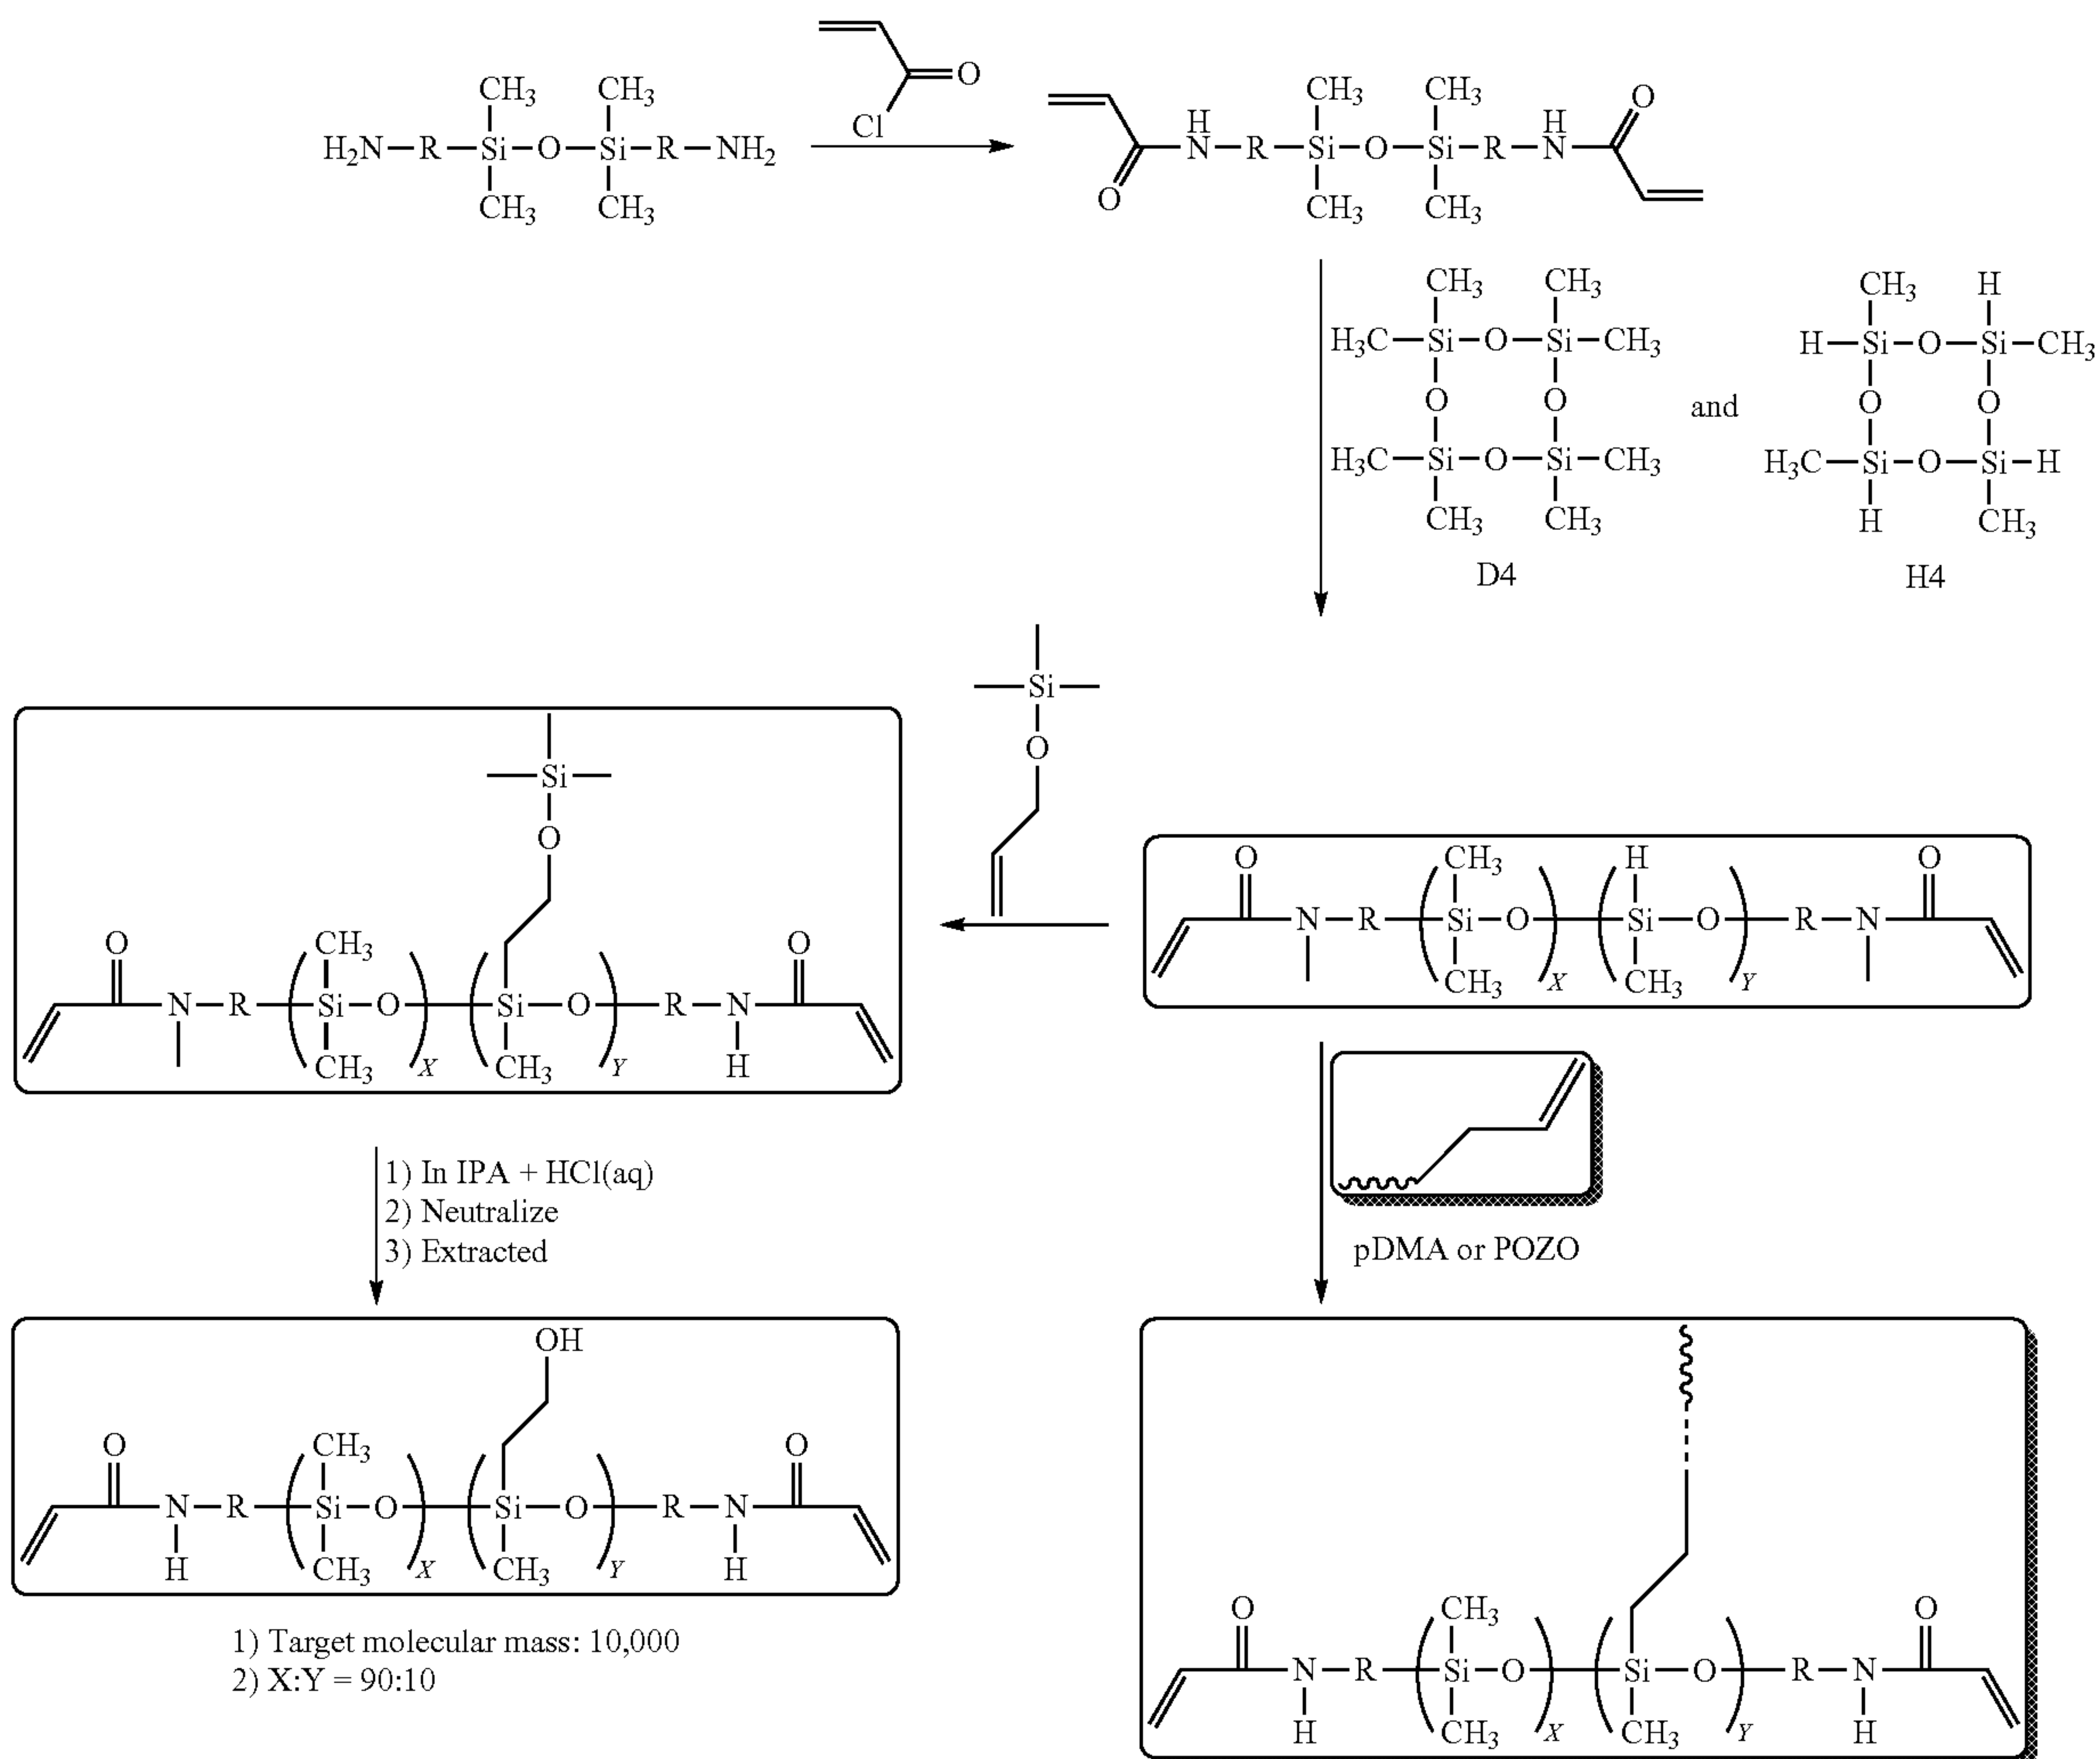 O
Cl
CH3 CH3
H2N—R—Si—O—Si—R—NH2
CH3 CH3
CH3 CH3 O
H H
N—R—Si—O—Si—R—N
O CH3 CH3
CH3 CH3
H3C—Si—O—Si—CH3
O O
H3C—Si—O—Si—CH3
CH3 CH3
D4
and
CH3 H
H—Si—O—Si—CH3
O O
H3C—Si—O—Si—H
H CH3
H4
Si
O
Si
O
O CH3 O
N—R—(Si—O)X—(Si—O)Y—R—N
CH3 CH3 H
O CH3 H O
N—R—(Si—O)X—(Si—O)Y—R—N
CH3 CH3
1) In IPA + HCl(aq)
2) Neutralize
3) Extracted
pDMA or POZO
OH
O CH3 O
N—R—(Si—O)X—(Si—O)Y—R—N
H CH3 CH3 H
1) Target molecular mass: 10,000
2) X:Y = 90:10
O CH3 O
N—R—(Si—O)X—(Si—O)Y—R—N
H CH3 CH3 H